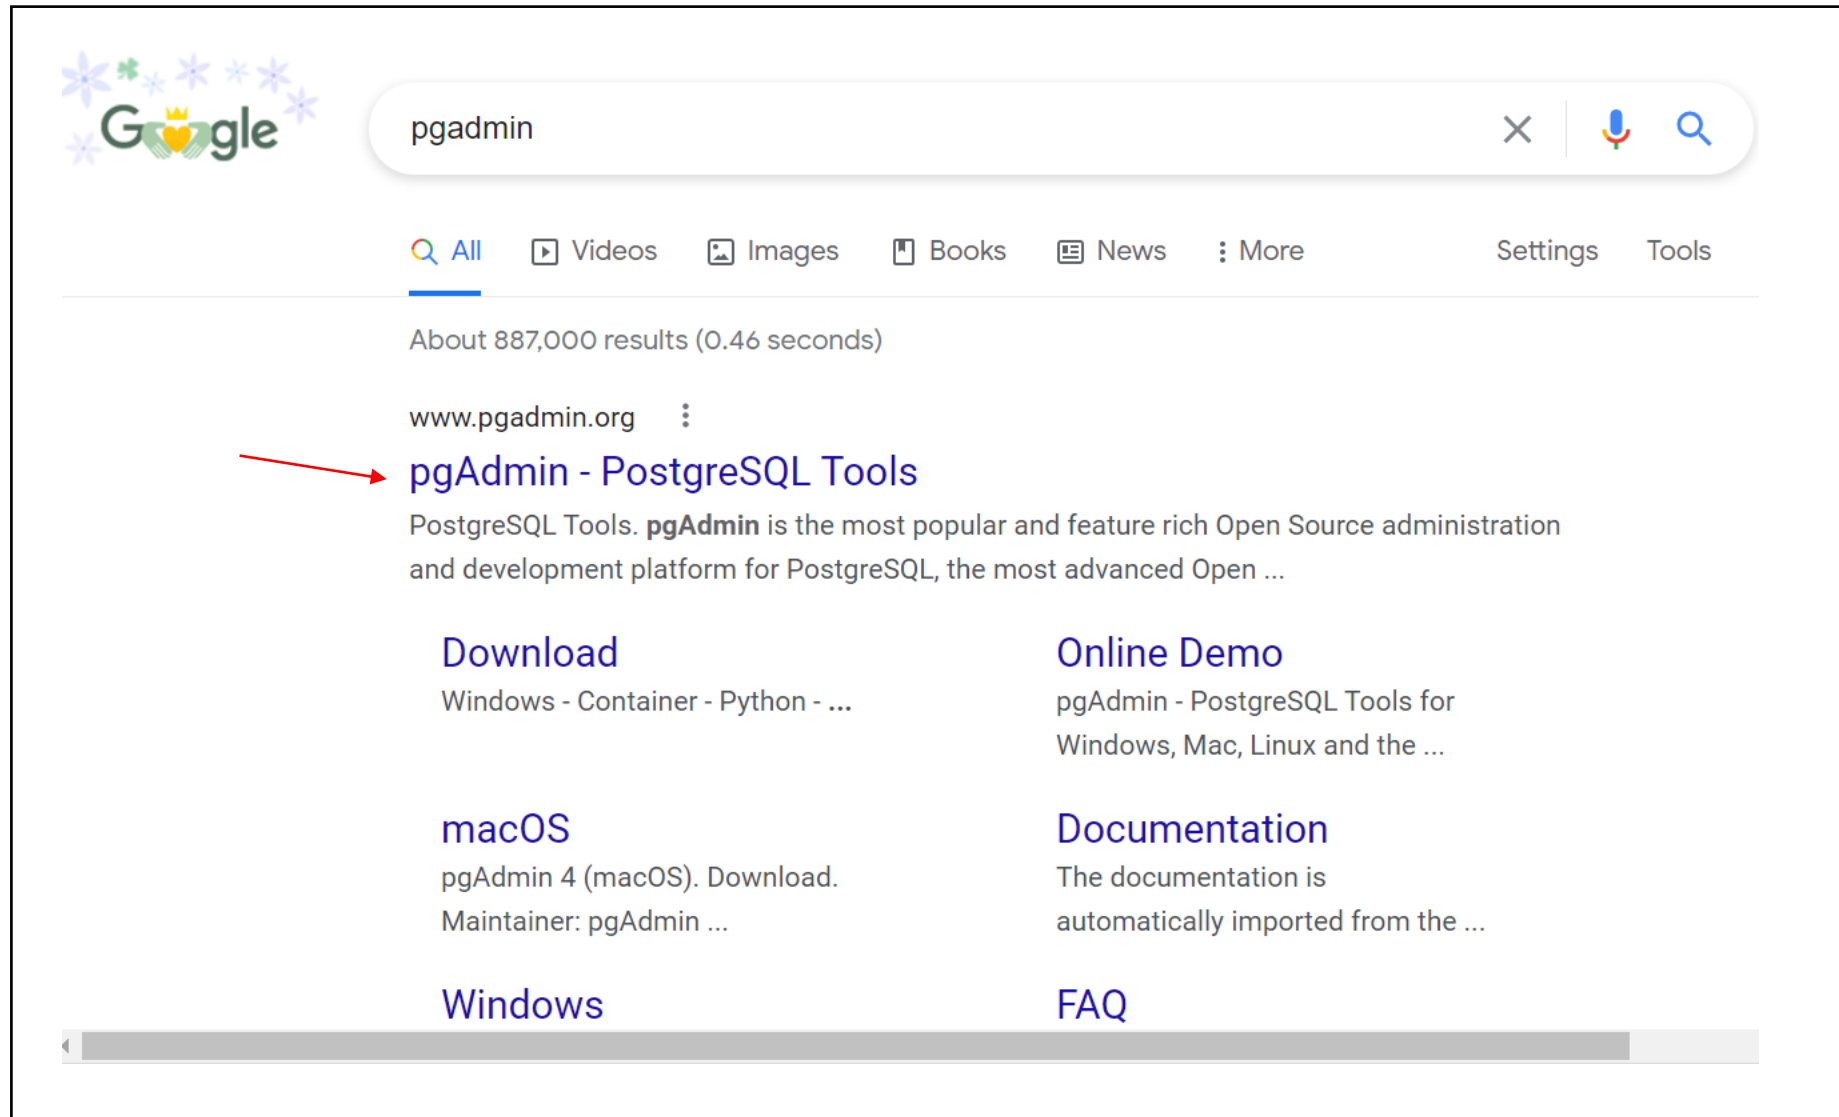 Google
pgadmin
All Videos Images Books News More Settings Tools
About 887,000 results (0.46 seconds)
www.pgadmin.org
pgAdmin - PostgreSQL Tools
PostgreSQL Tools. pgAdmin is the most popular and feature rich Open Source administration
and development platform for PostgreSQL, the most advanced Open ...
Download
Windows - Container - Python - ...
Online Demo
pgAdmin - PostgreSQL Tools for
Windows, Mac, Linux and the ...
macOS
pgAdmin 4 (macOS). Download.
Maintainer: pgAdmin ...
Documentation
The documentation is
automatically imported from the ...
Windows
FAQ